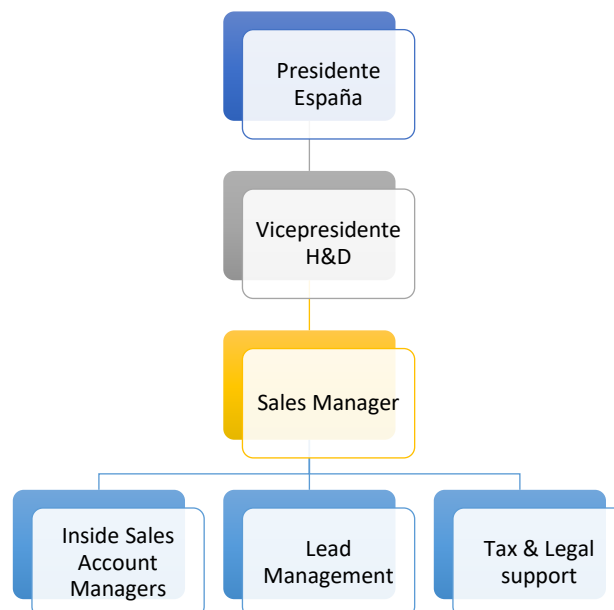 Presidente
España
Vicepresidente
H&D
Sales Manager
Inside Sales
Account
Managers
Lead
Management
Tax & Legal
support